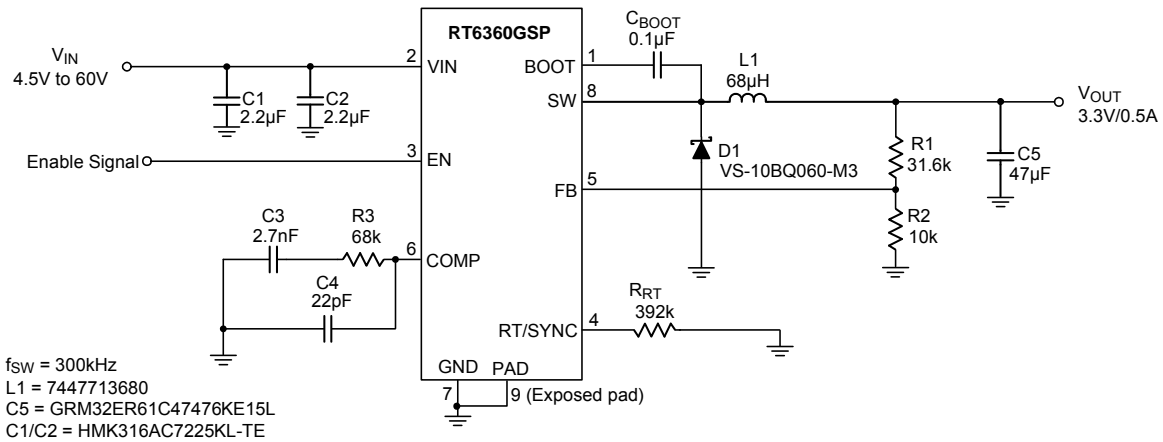 RT6360GSP
V_IN
4.5V to 60V
2
VIN
C1
2.2µF
C2
2.2µF
Enable Signal
3
EN
C3
2.7nF
R3
68k
6
COMP
C4
22pF
BOOT
1
C_BOOT
0.1µF
SW
8
L1
68µH
V_OUT
3.3V/0.5A
D1
VS-10BQ060-M3
R1
31.6k
C5
47µF
FB
5
R2
10k
RT/SYNC
4
R_RT
392k
GND
PAD
7
9 (Exposed pad)
f_SW = 300kHz
L1 = 7447713680
C5 = GRM32ER61C47476KE15L
C1/C2 = HMK316AC7225KL-TE